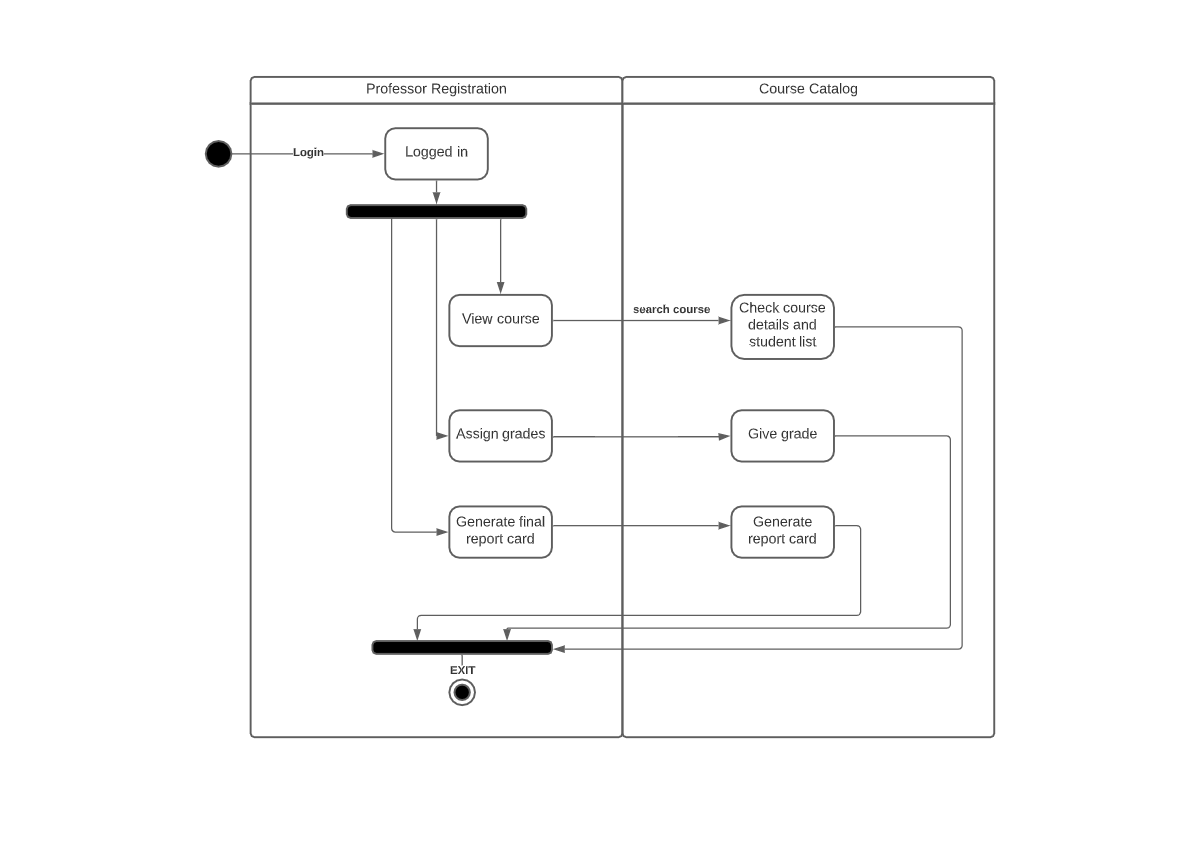 Professor Registration
Course Catalog
Login
Logged in
View course
search course
Check course
details and
student list
Assign grades
Give grade
Generate final
report card
Generate
report card
EXIT